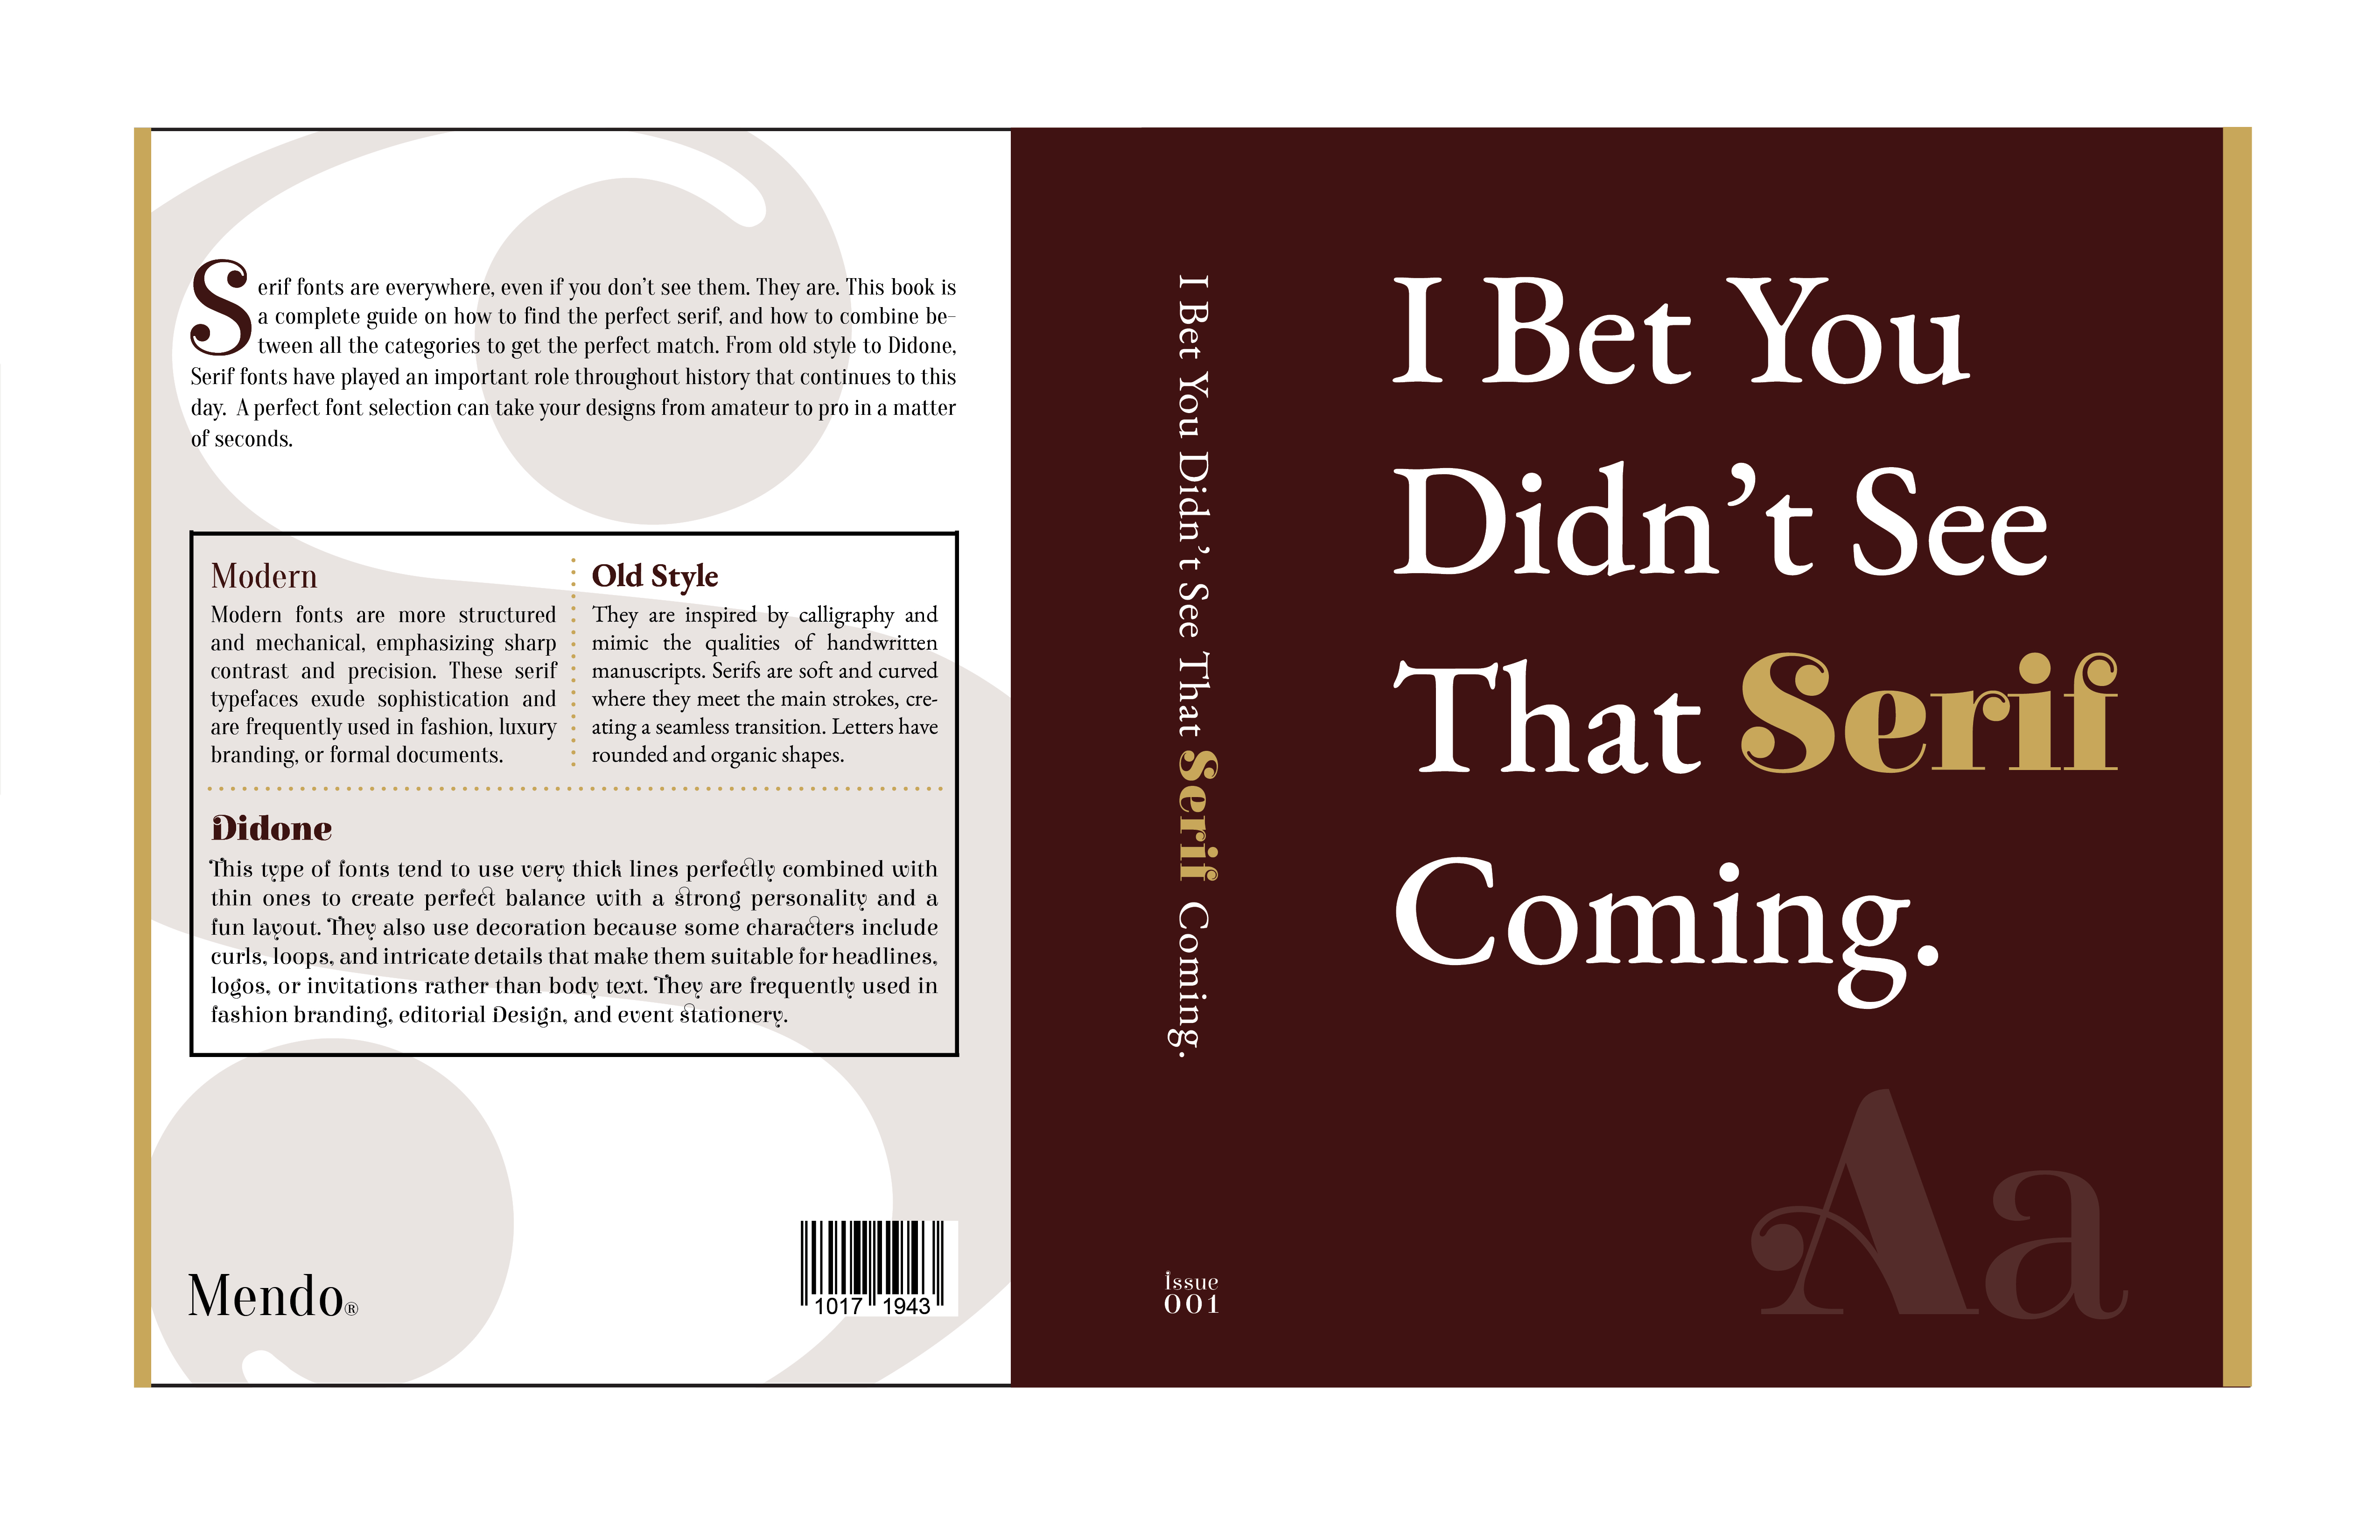 Serif fonts are everywhere, even if you don't see them. They are. This book is
a complete guide on how to find the perfect serif, and how to combine be-
tween all the categories to get the perfect match. From old style to Didone,
Serif fonts have played an important role throughout history that continues to this
day. A perfect font selection can take your designs from amateur to pro in a matter
of seconds.
Modern
Modern fonts are more structured
and mechanical, emphasizing sharp
contrast and precision. These serif
typefaces exude sophistication and
are frequently used in fashion, luxury
branding, or formal documents.
Old Style
They are inspired by calligraphy and
mimic the qualities of handwritten
manuscripts. Serifs are soft and curved
where they meet the main strokes, cre-
ating a seamless transition. Letters have
rounded and organic shapes.
Didone
This type of fonts tend to use very thick lines perfectly combined with
thin ones to create perfect balance with a strong personality and a
fun layout. They also use decoration because some characters include
curls, loops, and intricate details that make them suitable for headlines,
logos, or invitations rather than body text. They are frequently used in
fashion branding, editorial Design, and event stationery.
Mendo®
1017 1943
I Bet You Didn't See That Serif Coming.
Issue
001
I Bet You
Didn't See
That Serif
Coming.
Aa